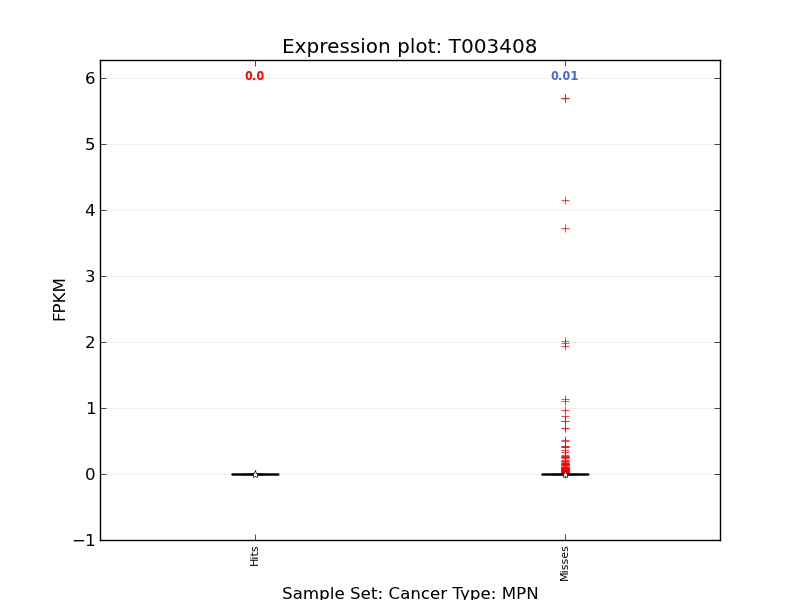 Expression plot: T003408
0.0
0.01
6
5
4
3
2
1
0
−1
FPKM
Hits
Misses
Sample Set: Cancer Type: MPN